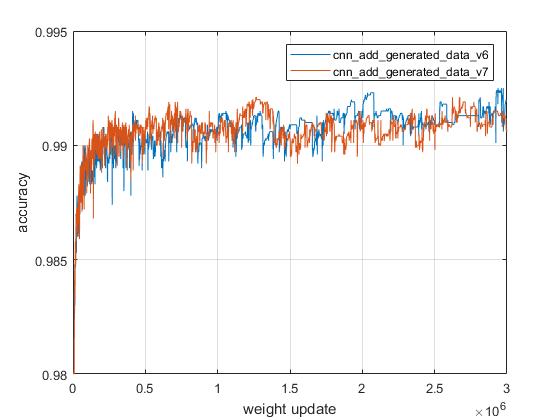 0.995
cnn_add_generated_data_v6
cnn_add_generated_data_v7
0.99
accuracy
0.985
0.98
0 0.5 1 1.5 2 2.5 3
weight update
×10^6